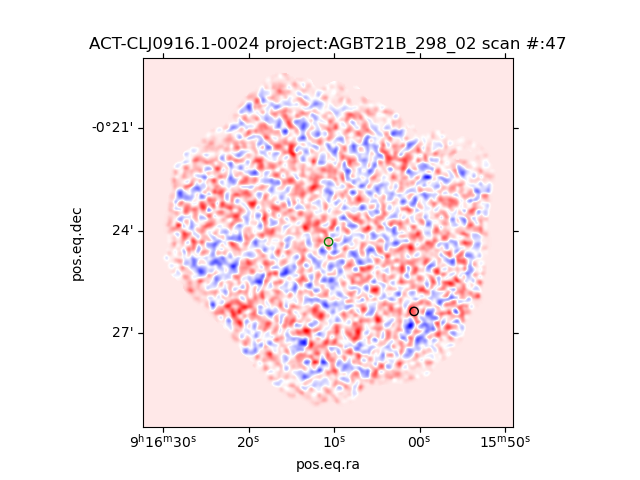 ACT-CLJ0916.1-0024 project:AGBT21B_298_02 scan #:47
-0°21'
24'
27'
pos.eq.dec
9ʰ16ᵐ30ˢ 20ˢ 10ˢ 00ˢ 15ᵐ50ˢ
pos.eq.ra